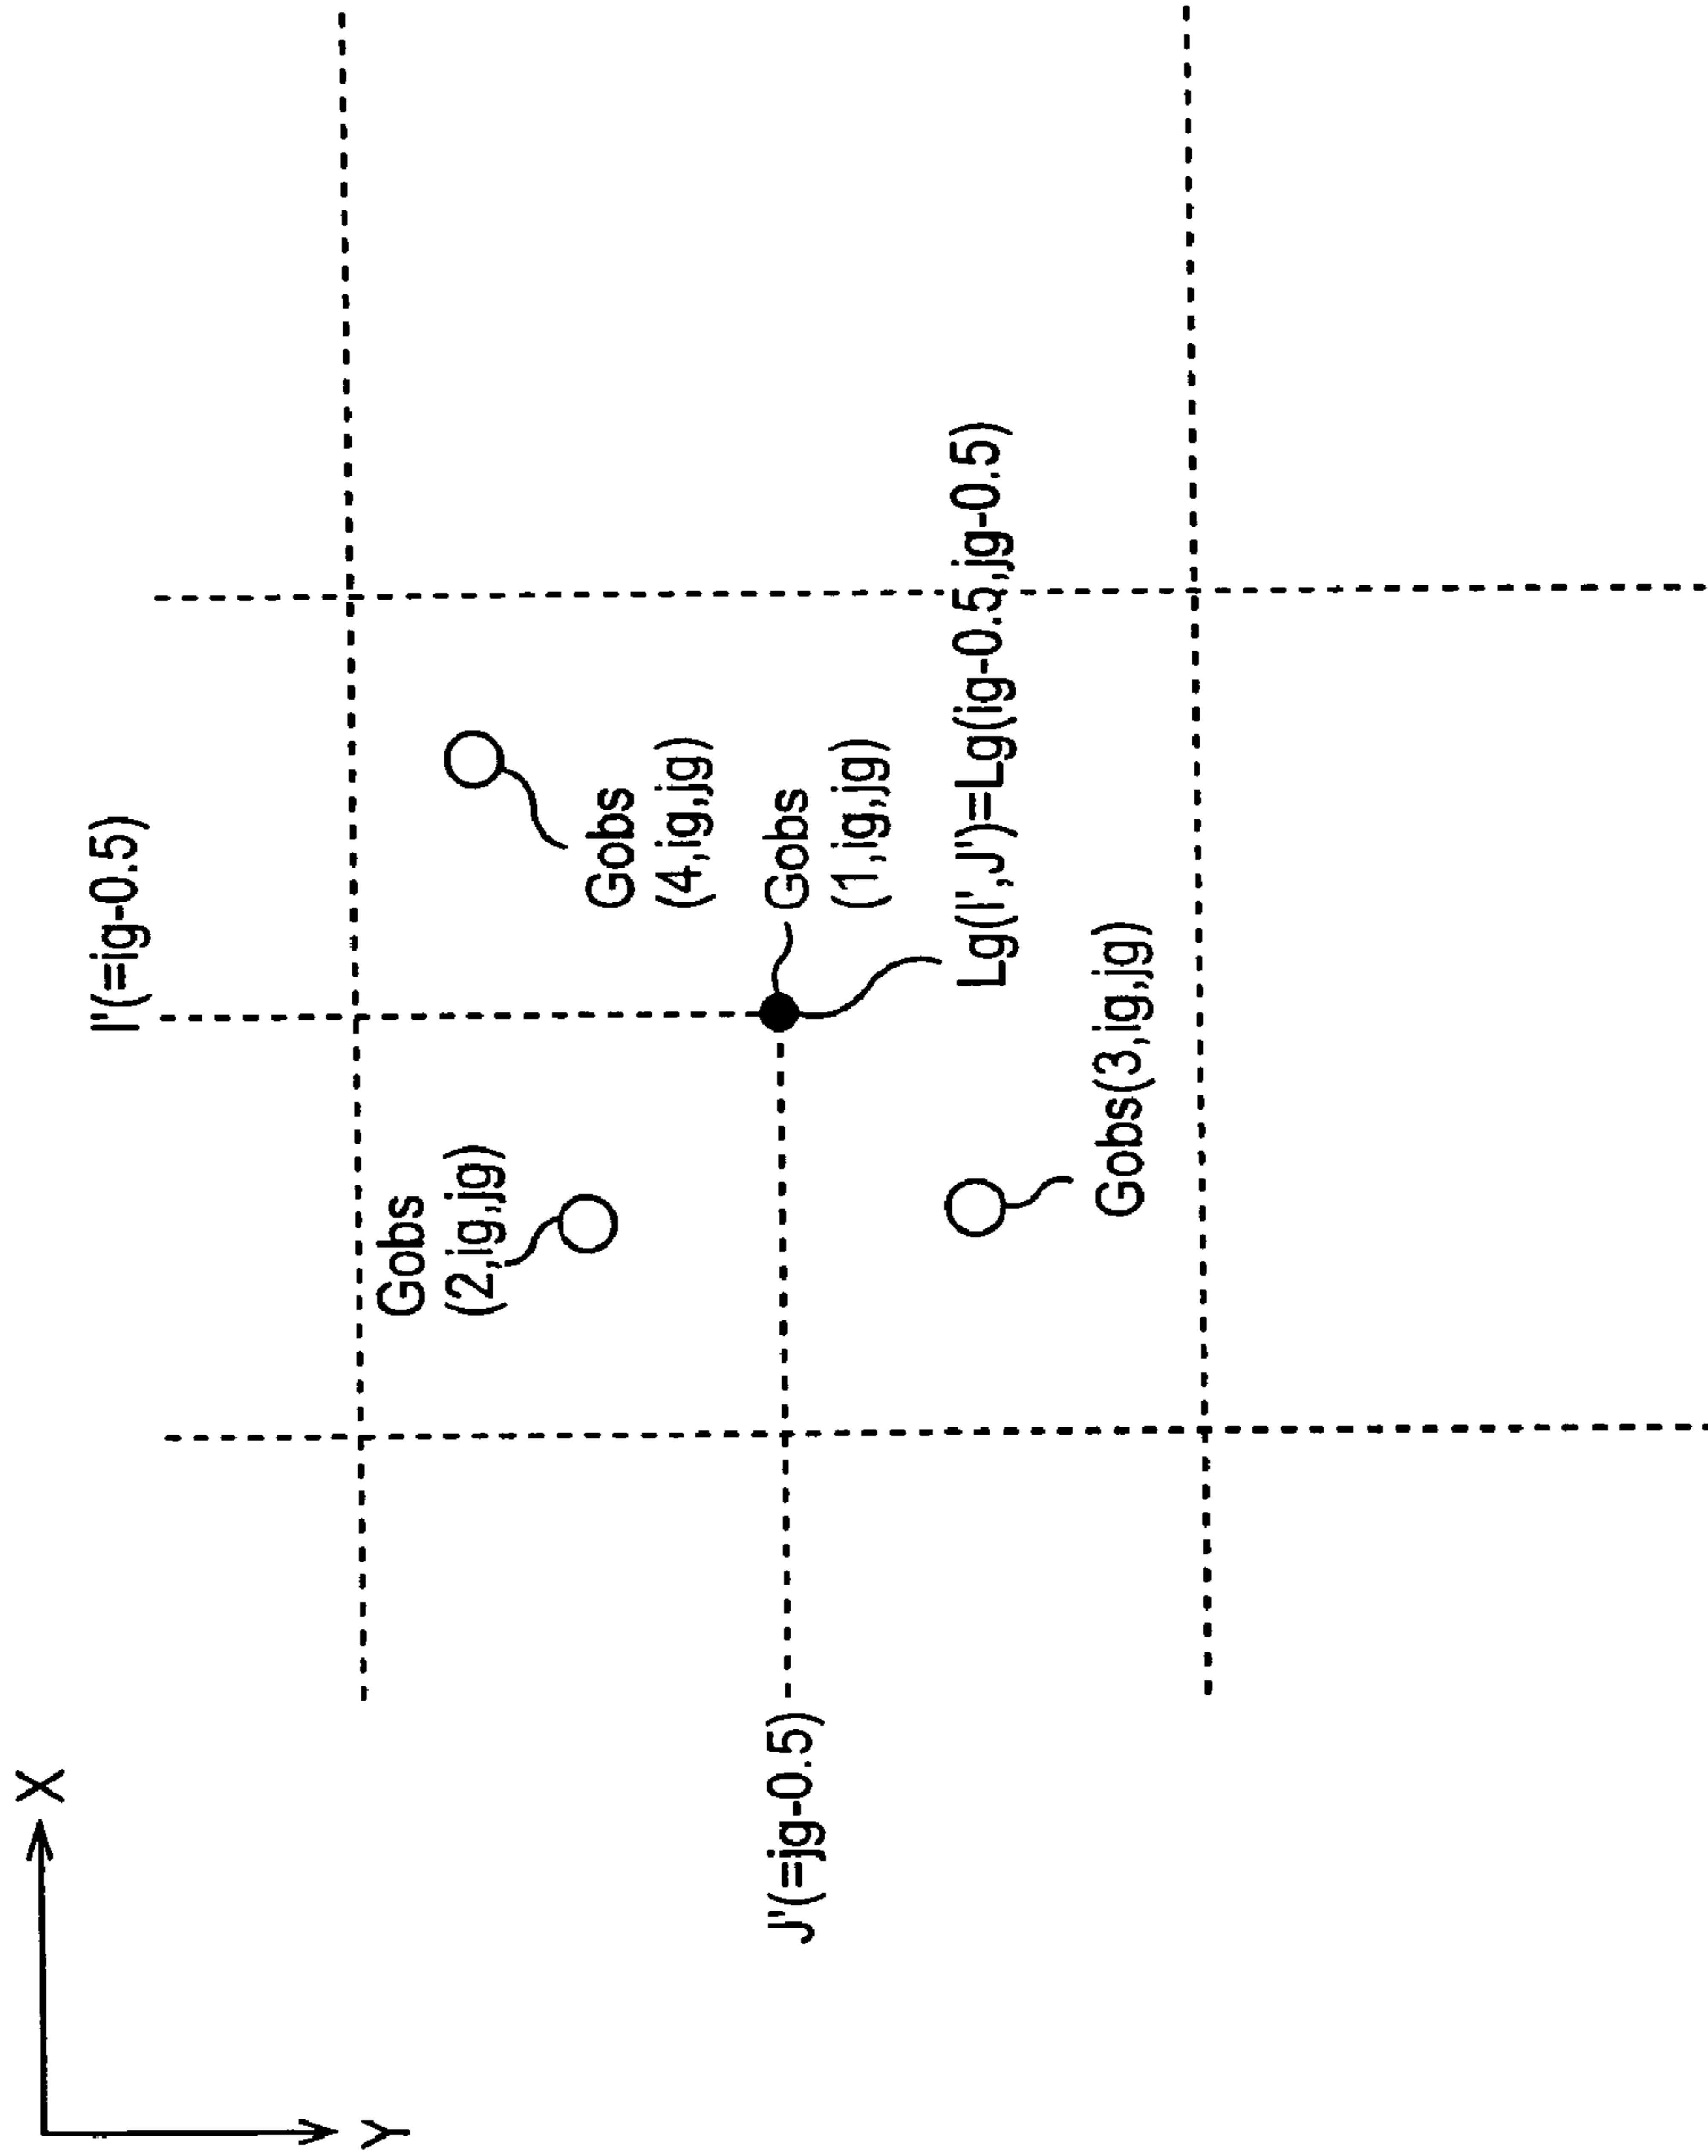 X
Y
I'(=ig-0.5)
J'(=jg-0.5)
Gobs
(2,ig,jg)
Gobs
(4,ig,jg)
Gobs
(1,ig,jg)
Lg(I',J')=Lg(ig-0.5,jg-0.5)
Gobs(3,ig,jg)